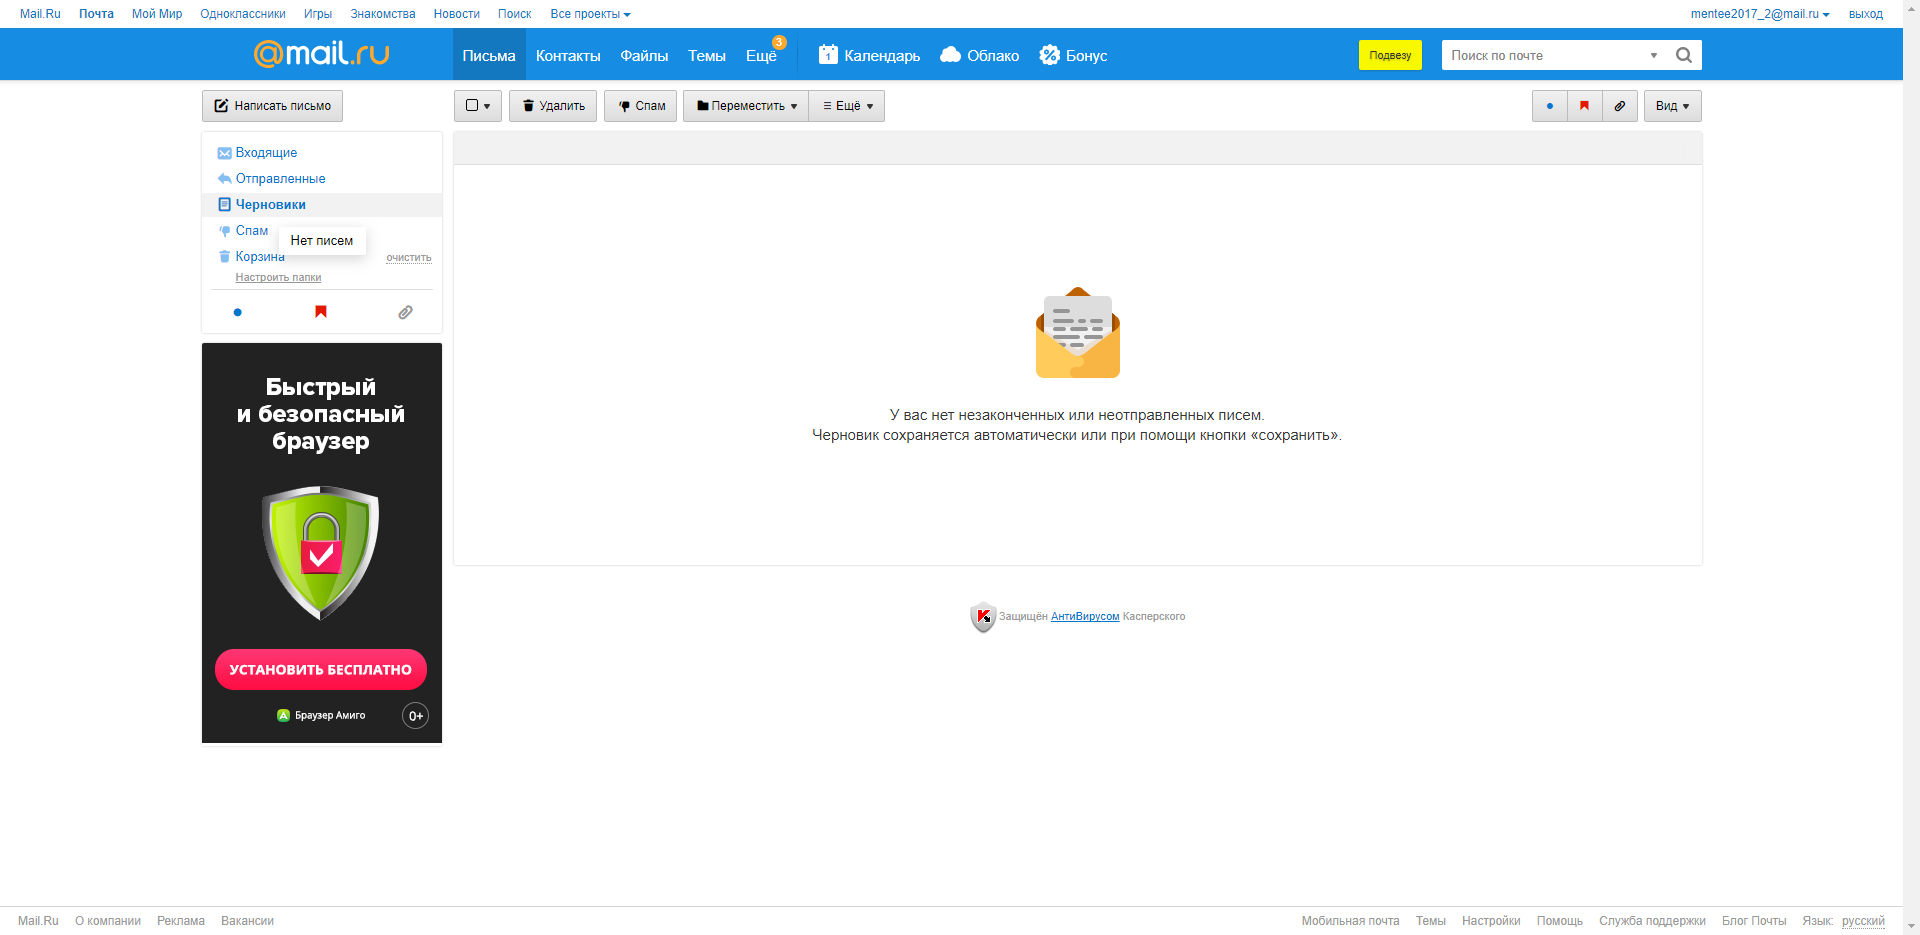 Mail.Ru Почта Мой Мир Одноклассники Игры Знакомства Новости Поиск Все проекты mentee2017_2@mail.ru выход
@mail.ru Письма Контакты Файлы Темы Ещё 3 1 Календарь Облако Бонус Подвезу Поиск по почте
Написать письмо Удалить Спам Переместить Ещё Вид
Входящие
Отправленные
Черновики
Спам
Нет писем
Корзина очистить
Настроить папки
Быстрый
и безопасный
браузер
УСТАНОВИТЬ БЕСПЛАТНО
Браузер Амиго 0+
У вас нет незаконченных или неотправленных писем.
Черновик сохраняется автоматически или при помощи кнопки «сохранить».
Защищён АнтиВирусом Касперского
Mail.Ru О компании Реклама Вакансии Мобильная почта Темы Настройки Помощь Служба поддержки Блог Почты Язык: русский